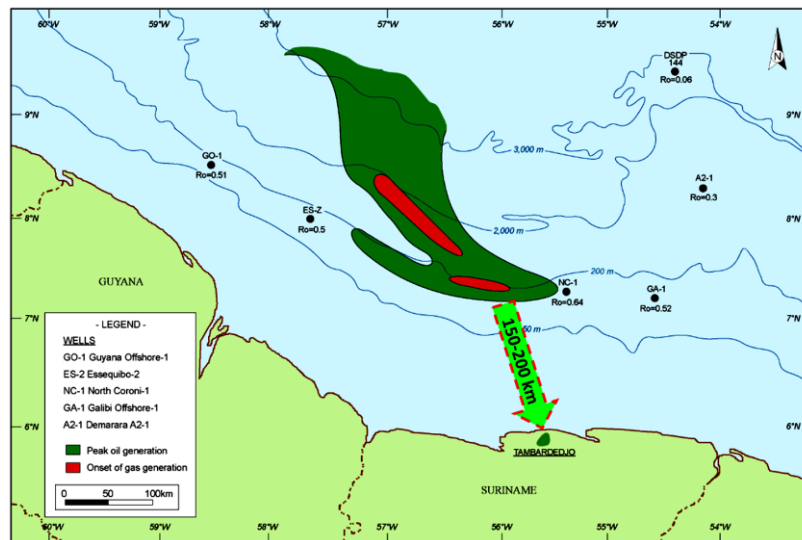 60°W 59°W 58°W 57°W 56°W 55°W 54°W
N
DSDP
144
Ro=0.06
9°N
9°N
3,000 m
GO-1
Ro=0.51
A2-1
Ro=0.3
8°N
8°N
ES-Z
Ro=0.5
2,000 m
GUYANA
200 m
NC-1
Ro=0.64
GA-1
Ro=0.52
7°N
7°N
50 m
150-200 km
- LEGEND -
WELLS
GO-1 Guyana Offshore-1
ES-2 Essequibo-2
NC-1 North Coroni-1
GA-1 Galibi Offshore-1
A2-1 Demarara A2-1
Peak oil generation
Onset of gas generation
0 50 100km
6°N
6°N
TAMBARDEDJO
SURINAME
60°W 59°W 58°W 57°W 56°W 55°W 54°W